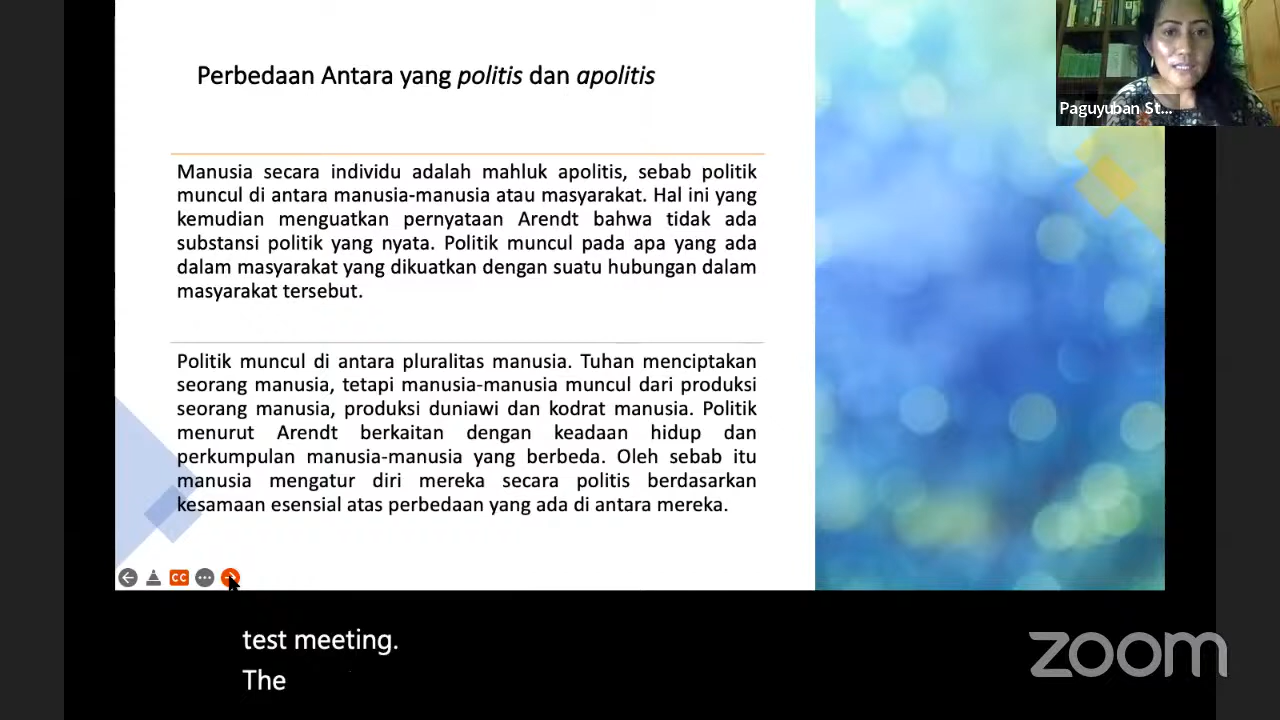 Perbedaan Antara yang politis dan apolitis
Paguyuban St...
Manusia secara individu adalah mahluk apolitis, sebab politik
muncul di antara manusia-manusia atau masyarakat. Hal ini yang
kemudian menguatkan pernyataan Arendt bahwa tidak ada
substansi politik yang nyata. Politik muncul pada apa yang ada
dalam masyarakat yang dikuatkan dengan suatu hubungan dalam
masyarakat tersebut.
Politik muncul di antara pluralitas manusia. Tuhan menciptakan
seorang manusia, tetapi manusia-manusia muncul dari produksi
seorang manusia, produksi duniawi dan kodrat manusia. Politik
menurut Arendt berkaitan dengan keadaan hidup dan
perkumpulan manusia-manusia yang berbeda. Oleh sebab itu
manusia mengatur diri mereka secara politis berdasarkan
kesamaan esensial atas perbedaan yang ada di antara mereka.
CC
test meeting.
The
zoom